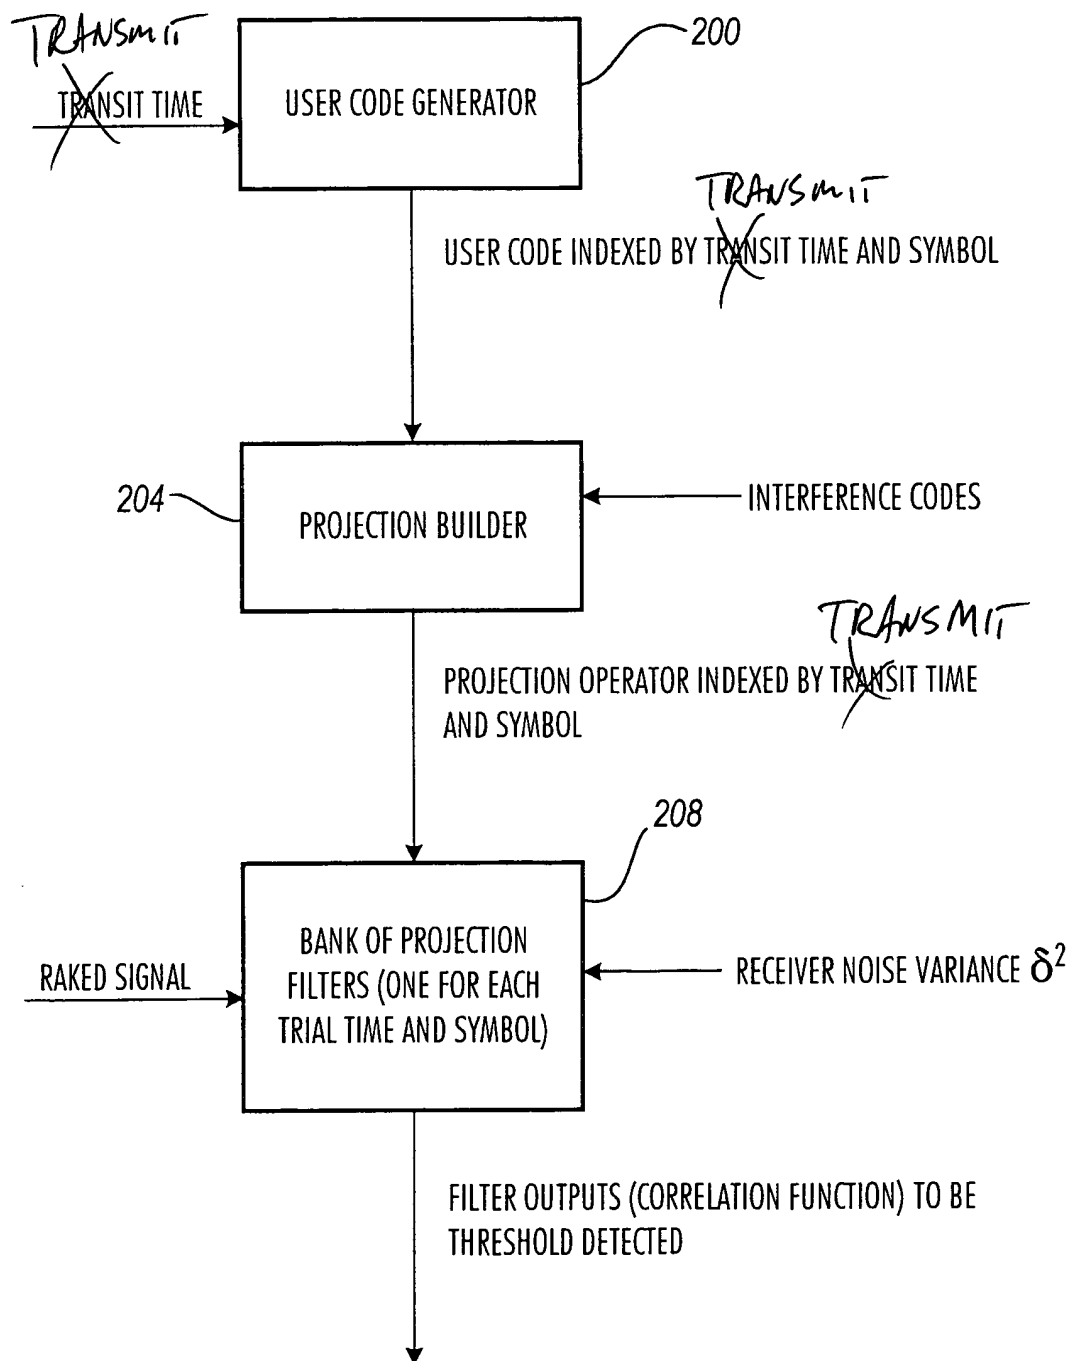 TRANSMIT
TRANSIT TIME
USER CODE GENERATOR
200
TRANSMIT
USER CODE INDEXED BY TRANSIT TIME AND SYMBOL
204
PROJECTION BUILDER
INTERFERENCE CODES
TRANSMIT
PROJECTION OPERATOR INDEXED BY TRANSIT TIME
AND SYMBOL
208
BANK OF PROJECTION
FILTERS (ONE FOR EACH
TRIAL TIME AND SYMBOL)
RAKED SIGNAL
RECEIVER NOISE VARIANCE δ²
FILTER OUTPUTS (CORRELATION FUNCTION) TO BE
THRESHOLD DETECTED